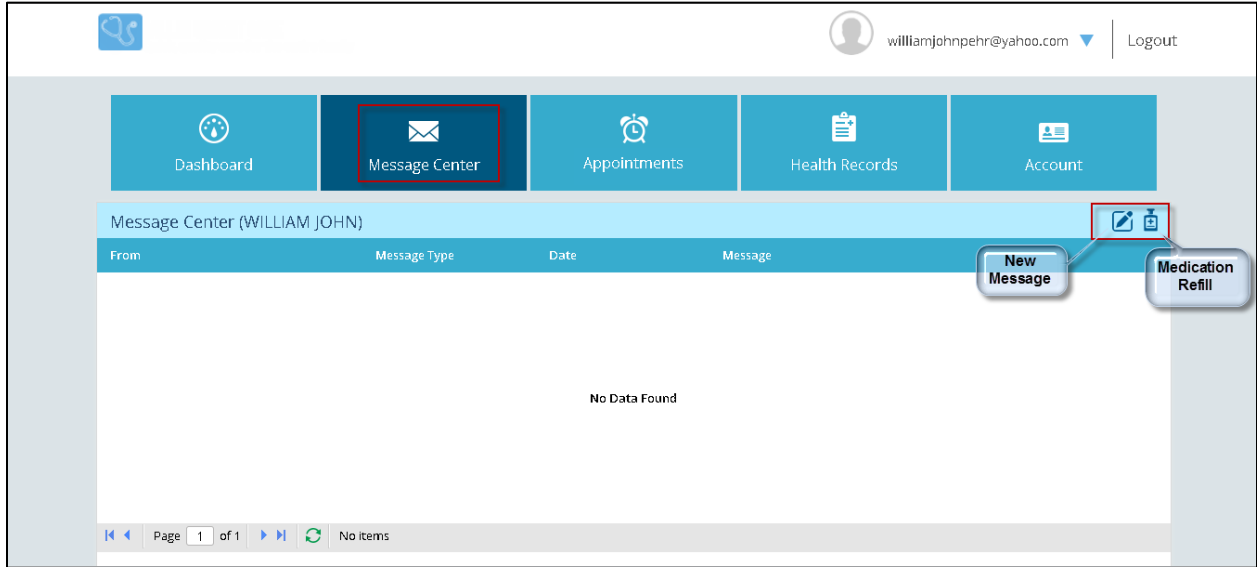 williamjohnpehr@yahoo.com Logout
Dashboard Message Center Appointments Health Records Account
Message Center (WILLIAM JOHN)
From Message Type Date Message
New
Message
Medication
Refill
No Data Found
Page 1 of 1 No items